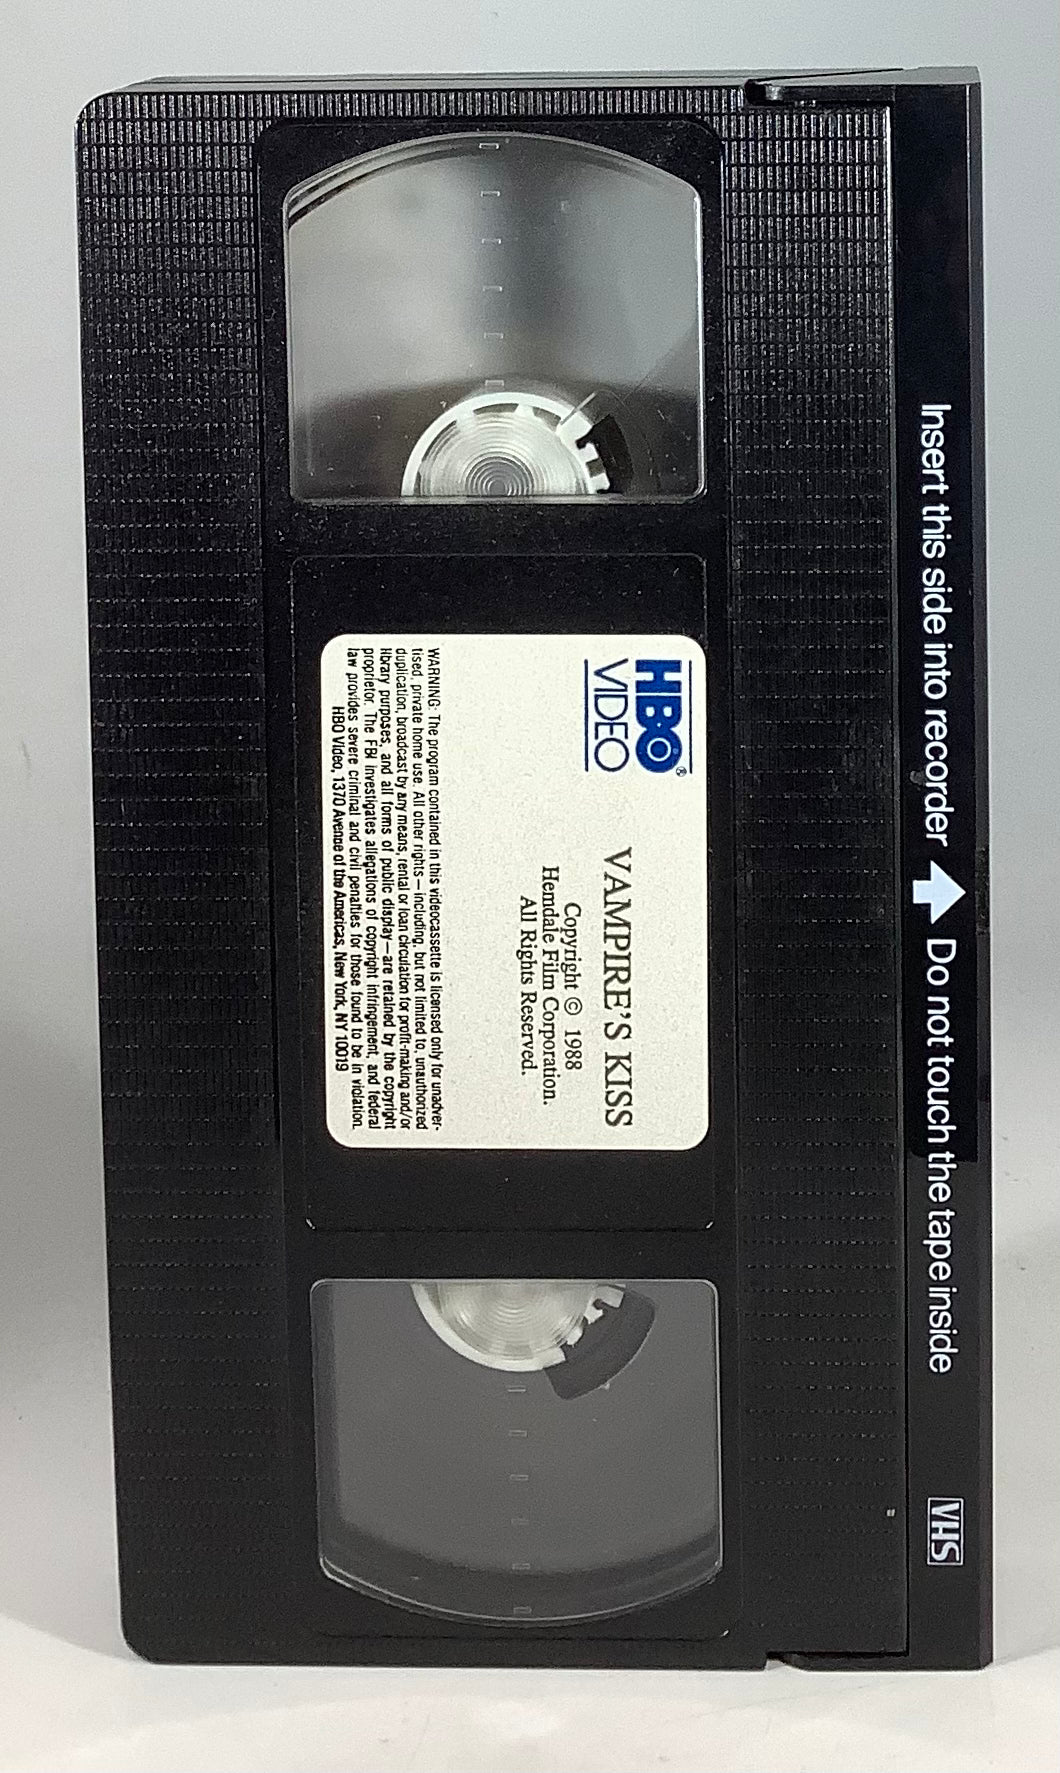 Insert this side into recorder ⬆ Do not touch the tape inside
VHS
HBO®
VIDEO
VAMPIRE'S KISS
Copyright © 1988
Hemdale Film Corporation.
All Rights Reserved.
WARNING: The program contained in this videocassette is licensed only for unadver-
tised, private home use. All other rights—including, but not limited to, unauthorized
duplication, broadcast by any means, rental or loan circulation for profit-making and/or
library purposes, and all forms of public display—are retained by the copyright
proprietor. The FBI investigates allegations of copyright infringement, and federal
law provides severe criminal and civil penalties for those found to be in violation.
HBO Video, 1370 Avenue of the Americas, New York, NY 10019